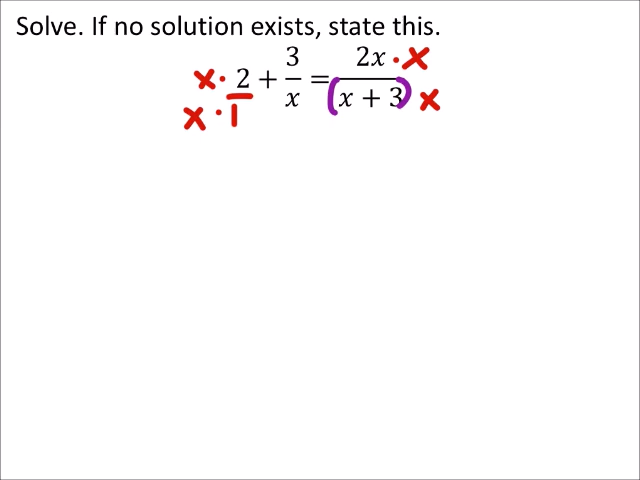 Solve. If no solution exists, state this.
x · 2/1 + 3/x = 2x · x/(x + 3) x
x ·